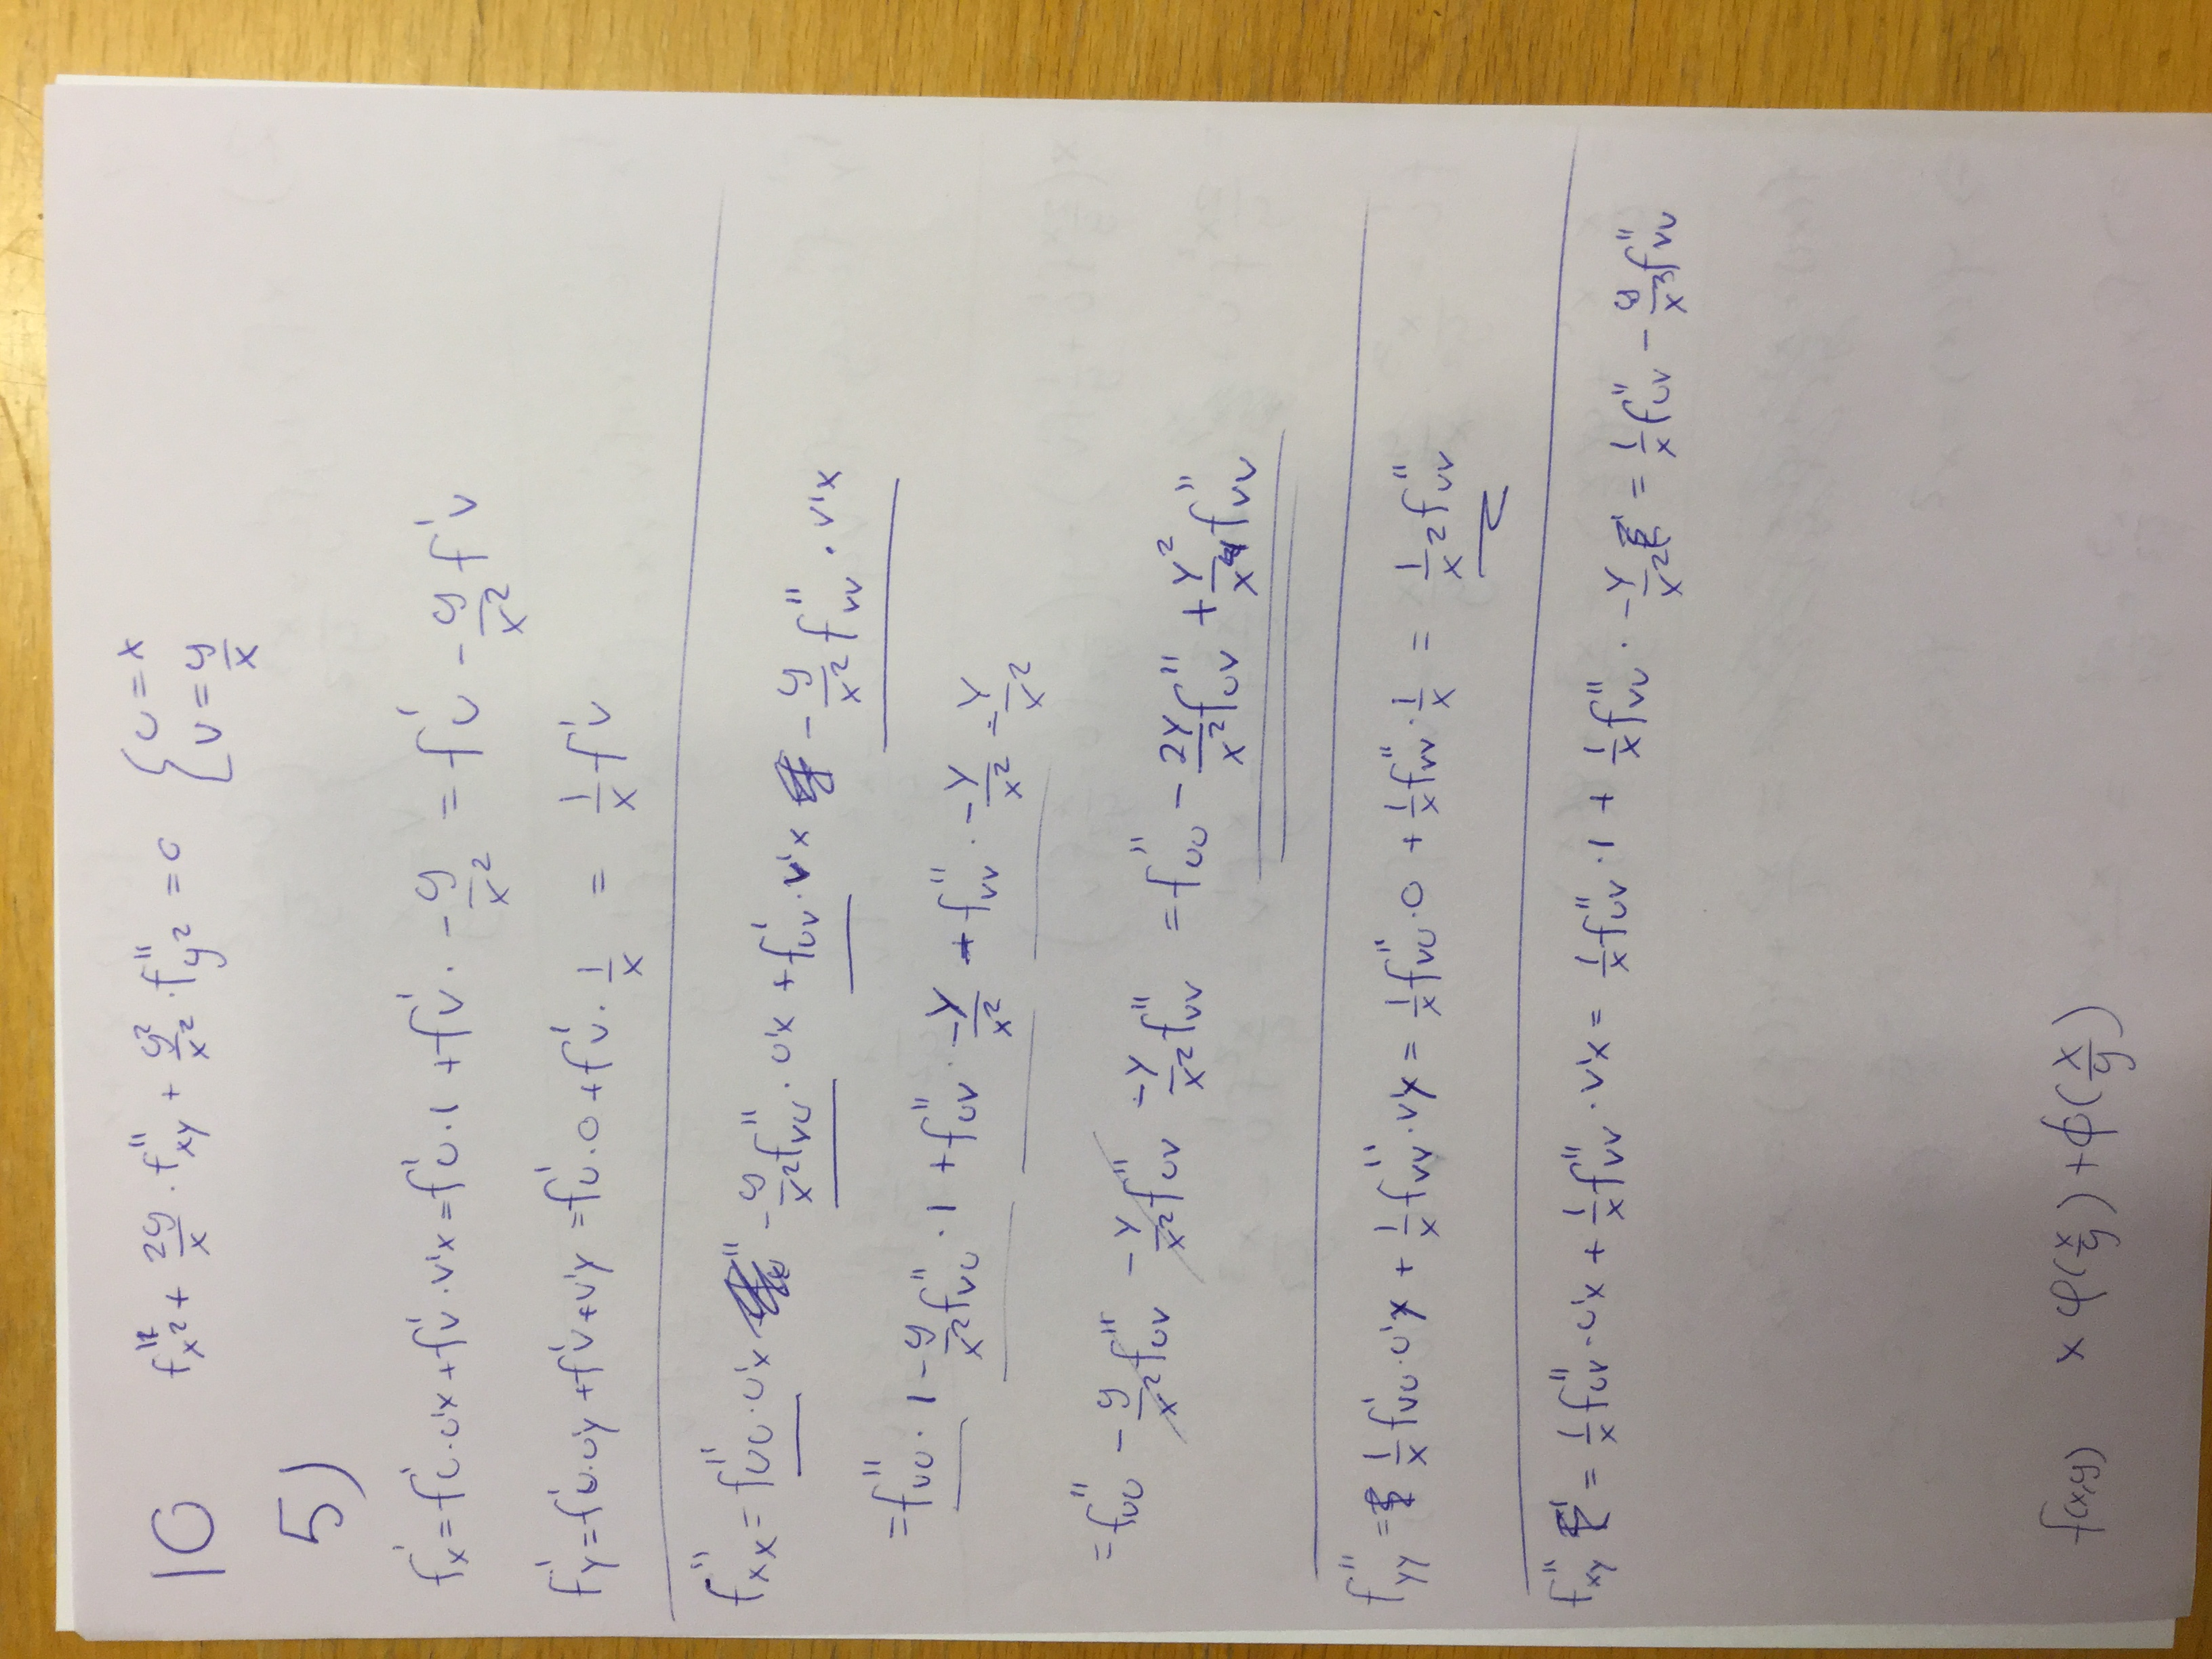 10 f''_{x^2} + \frac{2y}{x} \cdot f''_{xy} + \frac{y^2}{x^2} \cdot f''_{y^2} = 0 { u = x
v = \frac{y}{x}
5)
f'_x = f'_u \cdot u'x + f'_v \cdot v'x = f'_u \cdot 1 + f'_v \cdot -\frac{y}{x^2} = f'_u - \frac{y}{x^2} f'_v
f'_y = f'_u \cdot u'y + f'_v + v'y = f'_u \cdot 0 + f'_v \cdot \frac{1}{x} = \frac{1}{x} f'_v
f''_{xx} = f''_{uu} \cdot u'x - \frac{y}{x^2} f''_{vu} \cdot u'x + f'_{uv} \cdot v'x - \frac{y}{x^2} f''_{vv} \cdot v'x
= f''_{uu} \cdot 1 - \frac{y}{x^2} f''_{vu} \cdot 1 + f''_{uv} \cdot \frac{-y}{x^2} + f''_{vv} \cdot \frac{-y}{x^2} \cdot \frac{-y}{x^2}
= f''_{uu} - \frac{y}{x^2} f''_{uv} - \frac{y}{x^2} f''_{uv} - \frac{y}{x^2} f''_{vv} = f''_{uu} - \frac{2y}{x^2} f''_{uv} + \frac{y^2}{x^4} f''_{vv}
f''_{yy} = \frac{1}{x} f'_{vu} \cdot u'y + \frac{1}{x} f''_{vv} \cdot v'y = \frac{1}{x} f''_{vu} \cdot 0 + \frac{1}{x} f''_{vv} \cdot \frac{1}{x} = \frac{1}{x^2} f''_{vv}
f''_{xy} = \frac{1}{x} f''_{uv} \cdot u'x + \frac{1}{x} f''_{vv} \cdot v'x = \frac{1}{x} f''_{uv} \cdot 1 + \frac{1}{x} f''_{vv} \cdot \frac{-y}{x^2} = \frac{1}{x} f''_{uv} - \frac{y}{x^3} f''_{vv}
f(x,y) x φ(\frac{x}{y}) + ϕ(\frac{x}{y})